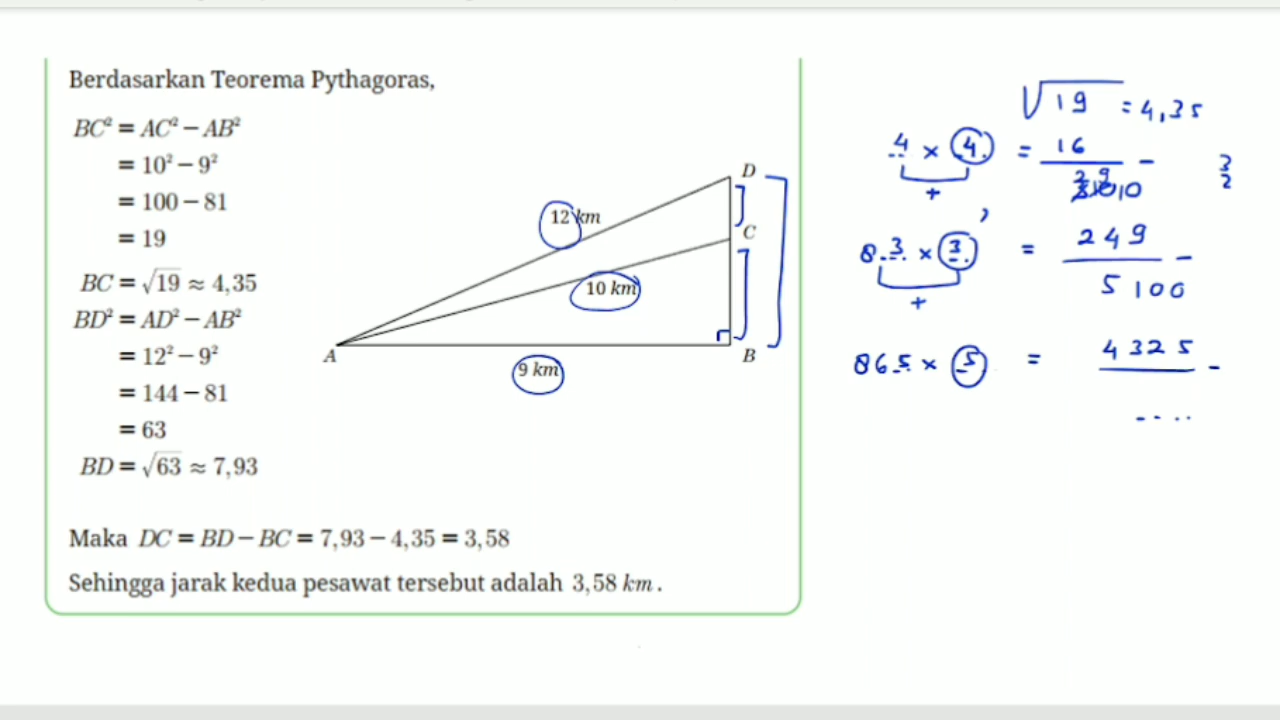 Berdasarkan Teorema Pythagoras,
BC² = AC² − AB²
= 10² − 9²
= 100 − 81
= 19
BC = √19 ≈ 4,35
BD² = AD² − AB²
= 12² − 9²
= 144 − 81
= 63
BD = √63 ≈ 7,93
Maka DC = BD − BC = 7,93 − 4,35 = 3,58
Sehingga jarak kedua pesawat tersebut adalah 3,58 km.
D
12 km
C
10 km
A
B
9 km
√19 = 4,35
4 × 4 = 16 −
3
2
+
83 × 3 = 249 −
+
5100
865 × 5 = 4325 −
....